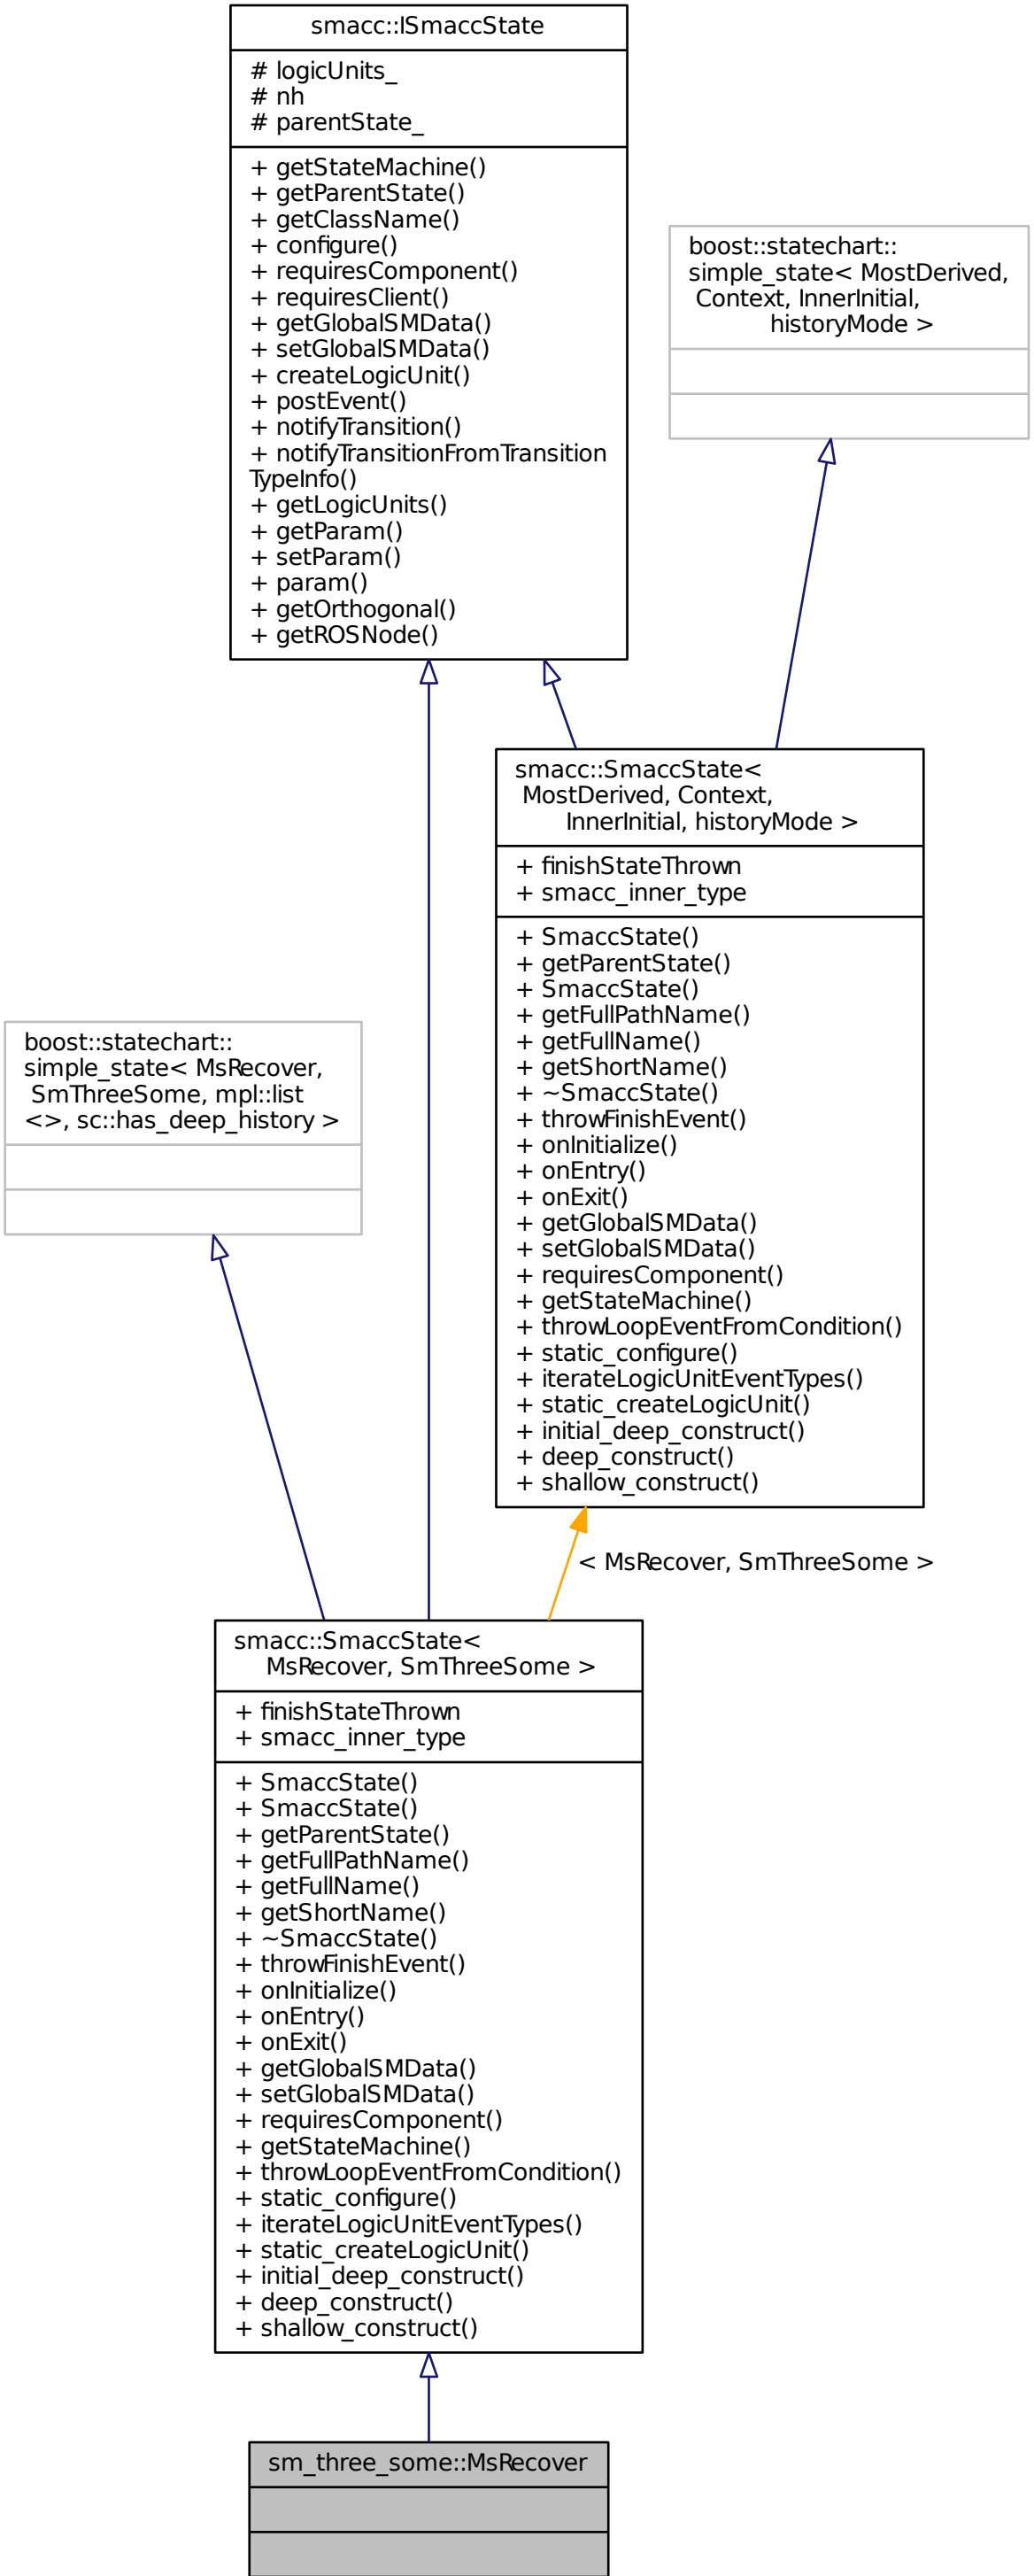 smacc::ISmaccState
# logicUnits_
# nh
# parentState_
+ getStateMachine()
+ getParentState()
+ getClassName()
+ configure()
+ requiresComponent()
+ requiresClient()
+ getGlobalSMData()
+ setGlobalSMData()
+ createLogicUnit()
+ postEvent()
+ notifyTransition()
+ notifyTransitionFromTransition
TypeInfo()
+ getLogicUnits()
+ getParam()
+ setParam()
+ param()
+ getOrthogonal()
+ getROSNode()
boost::statechart::
simple_state< MostDerived,
Context, InnerInitial,
historyMode >
smacc::SmaccState<
MostDerived, Context,
InnerInitial, historyMode >
+ finishStateThrown
+ smacc_inner_type
+ SmaccState()
+ getParentState()
+ SmaccState()
+ getFullPathName()
+ getFullName()
+ getShortName()
+ ~SmaccState()
+ throwFinishEvent()
+ onInitialize()
+ onEntry()
+ onExit()
+ getGlobalSMData()
+ setGlobalSMData()
+ requiresComponent()
+ getStateMachine()
+ throwLoopEventFromCondition()
+ static_configure()
+ iterateLogicUnitEventTypes()
+ static_createLogicUnit()
+ initial_deep_construct()
+ deep_construct()
+ shallow_construct()
boost::statechart::
simple_state< MsRecover,
SmThreeSome, mpl::list
<>, sc::has_deep_history >
< MsRecover, SmThreeSome >
smacc::SmaccState<
MsRecover, SmThreeSome >
+ finishStateThrown
+ smacc_inner_type
+ SmaccState()
+ SmaccState()
+ getParentState()
+ getFullPathName()
+ getFullName()
+ getShortName()
+ ~SmaccState()
+ throwFinishEvent()
+ onInitialize()
+ onEntry()
+ onExit()
+ getGlobalSMData()
+ setGlobalSMData()
+ requiresComponent()
+ getStateMachine()
+ throwLoopEventFromCondition()
+ static_configure()
+ iterateLogicUnitEventTypes()
+ static_createLogicUnit()
+ initial_deep_construct()
+ deep_construct()
+ shallow_construct()
sm_three_some::MsRecover